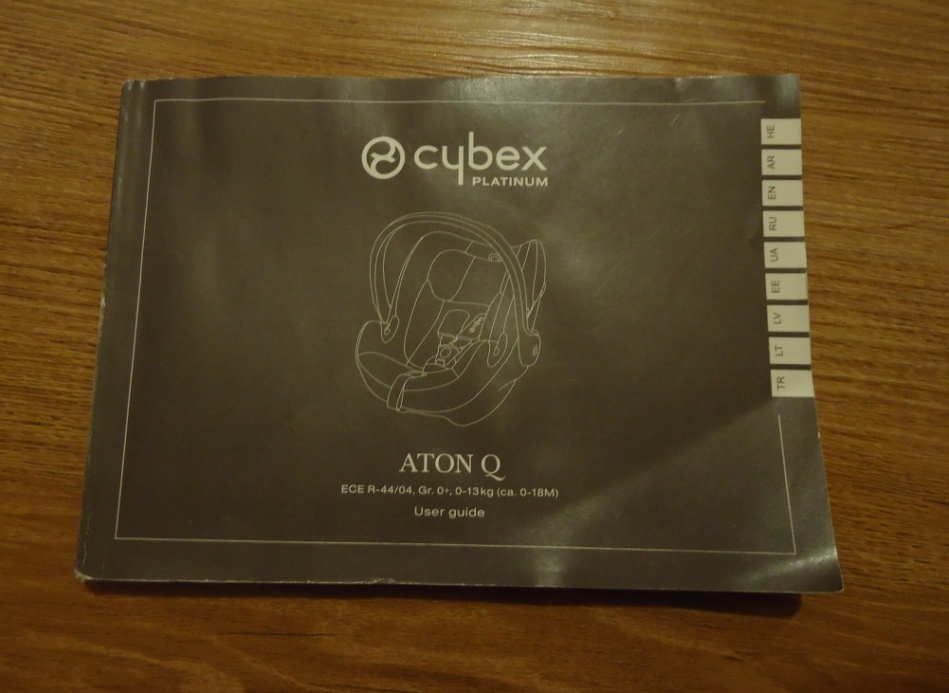 cybex
PLATINUM
ATON Q
ECE R-44/04, Gr. 0+, 0-13kg (ca. 0-18M)
User guide
HE
AR
EN
RU
UA
EE
LV
LT
TR